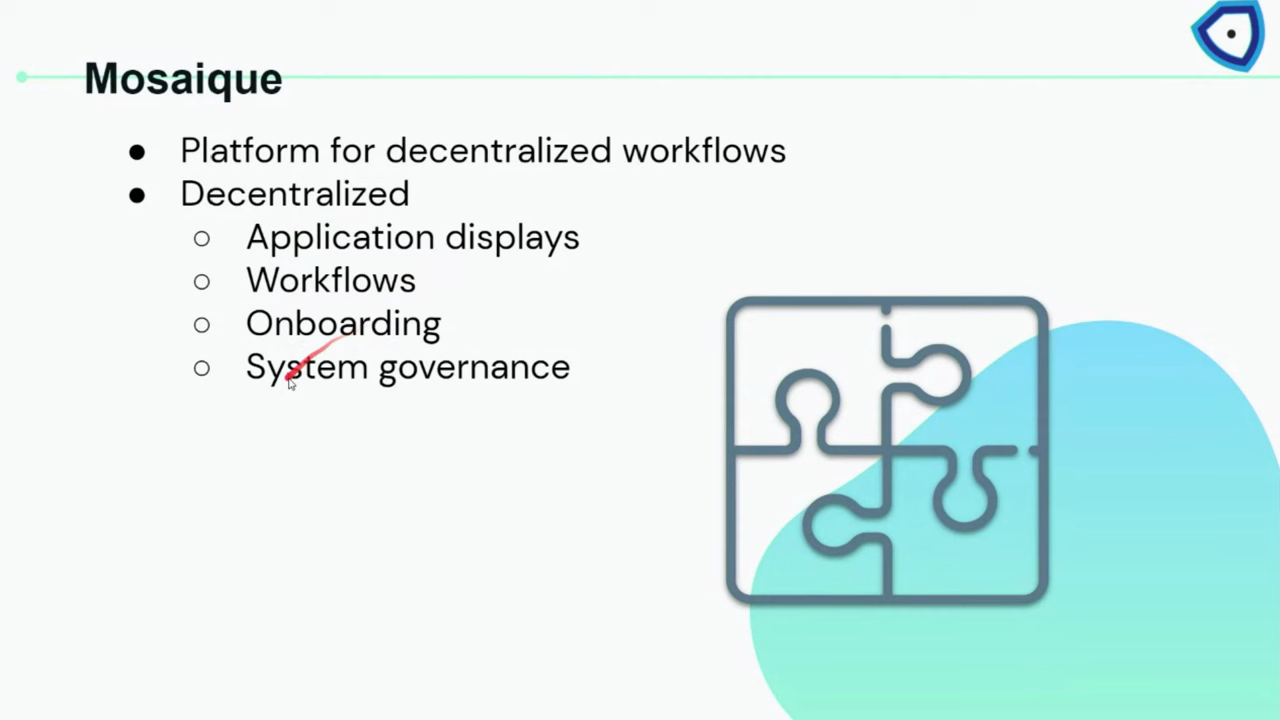 Mosaique
● Platform for decentralized workflows
● Decentralized
○ Application displays
○ Workflows
○ Onboarding
○ System governance